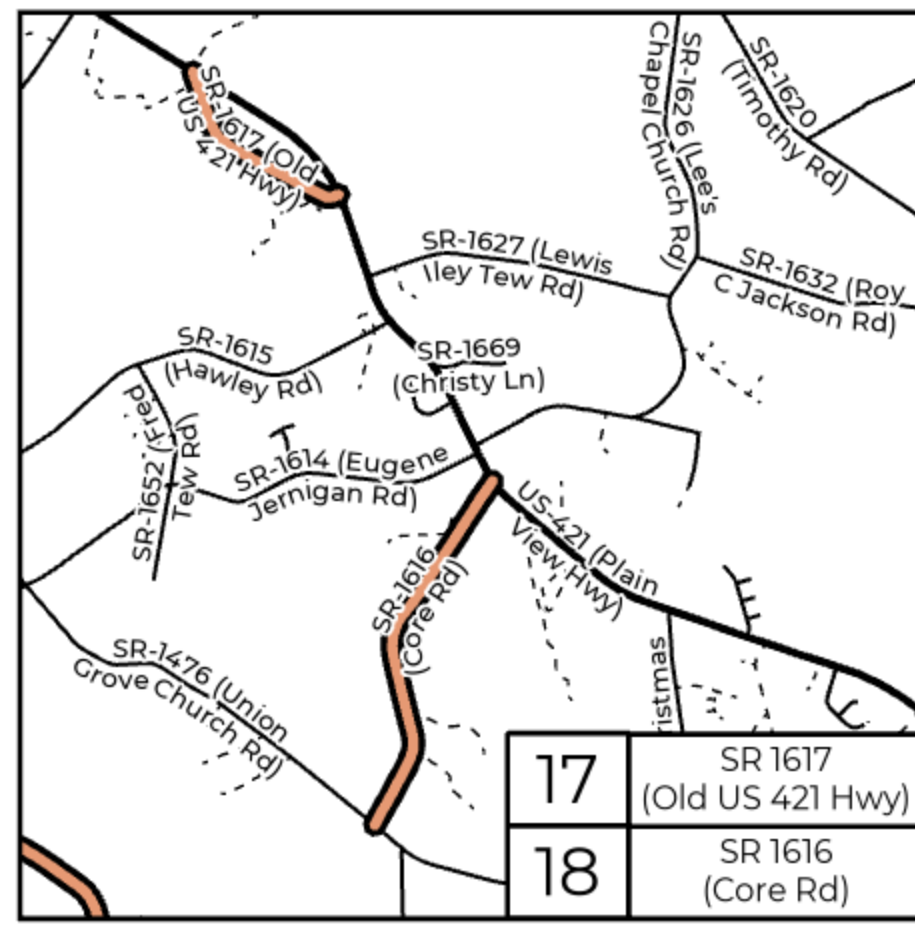 SR-1617 (Old
US 421 Hwy)
SR-1626 (Lee's
Chapel Church Rd)
SR-1620
(Timothy Rd)
SR-1627 (Lewis
Iley Tew Rd)
SR-1632 (Roy
C Jackson Rd)
SR-1615
(Hawley Rd)
SR-1669
(Christy Ln)
SR-1652 (Fred
Tew Rd)
SR-1614 (Eugene
Jernigan Rd)
US-421 (Plain
View Hwy)
SR-1616
(Core Rd)
SR-1476 (Union
Grove Church Rd)
17
SR 1617
(Old US 421 Hwy)
18
SR 1616
(Core Rd)